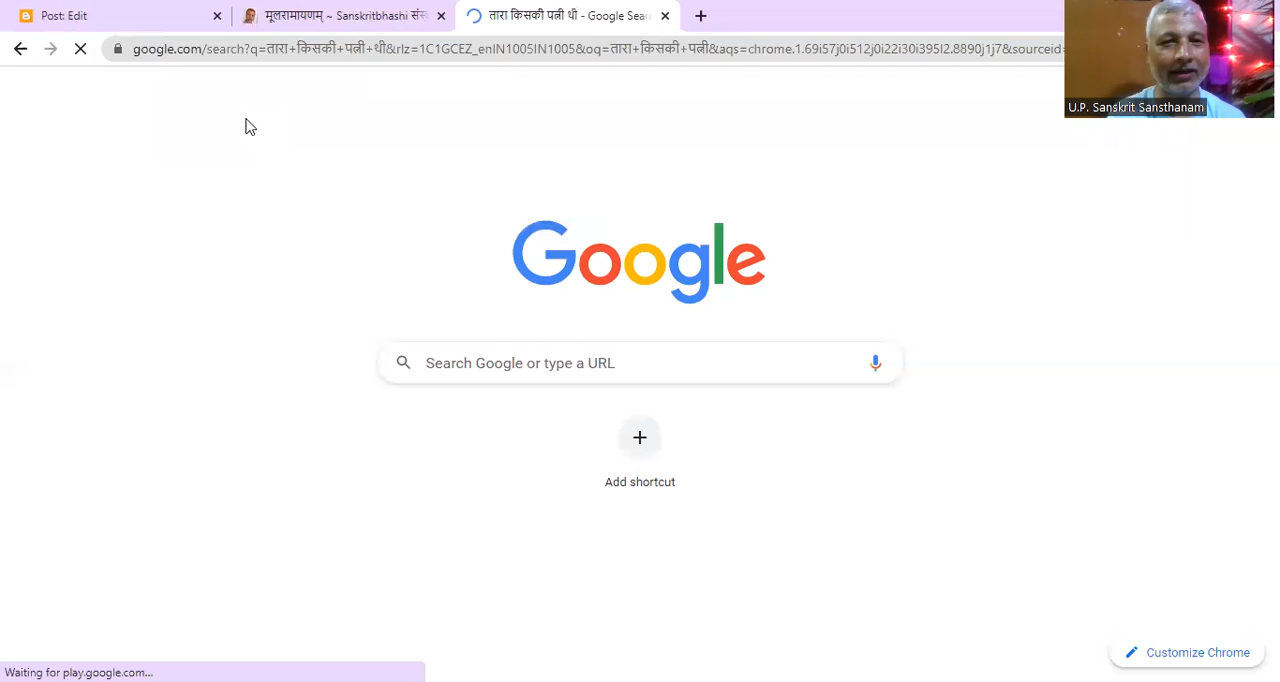 Post: Edit
मूलरामायणम् ~ Sanskritbhashi संस्
तारा किसकी पत्नी थी - Google Sear
google.com/search?q=तारा+किसकी+पत्नी+थी&rlz=1C1GCEZ_enIN1005IN1005&oq=तारा+किसकी+पत्नी&aqs=chrome.1.69i57j0i512j0i22i30i395l2.8890j1j7&sourceid=
U.P. Sanskrit Sansthanam
Google
Search Google or type a URL
Add shortcut
Customize Chrome
Waiting for play.google.com...